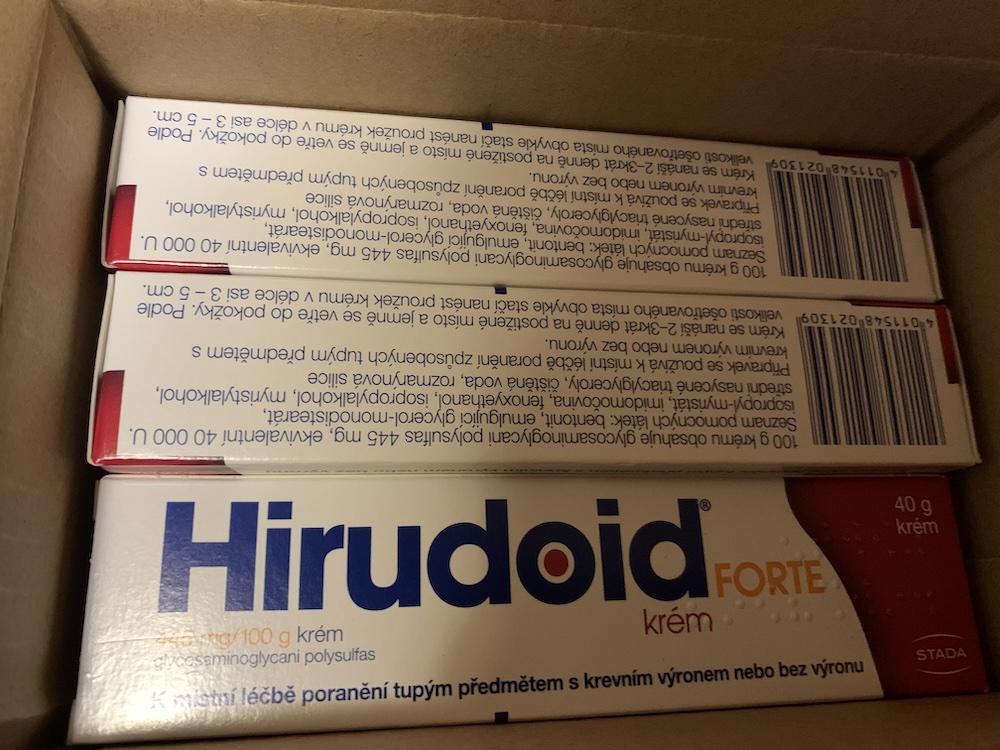 100 g krému obsahuje glycosaminoglycani polysulfas 445 mg, ekvivalentní 40 000 U.
Seznam pomocných látek: bentonit, emulgující glycerol-monodistearát,
isopropyl-myristát, imidomočovina, fenoxyethanol, isopropylalkohol, myristylalkohol,
střední nasycené triacylglyceroly, čištěná voda, rozmarýnová silice
Přípravek se používá k místní léčbě poranění způsobených tupým předmětem s
krevním výronem nebo bez výronu.
Krém se nanáší 2-3krát denně na postižené místo a jemně se vetře do pokožky. Podle
velikosti ošetřovaného místa obvykle stačí nanést proužek krému v délce asi 3 – 5 cm.
4 011548 021309
100 g krému obsahuje glycosaminoglycani polysulfas 445 mg, ekvivalentní 40 000 U.
Seznam pomocných látek: bentonit, emulgující glycerol-monodistearát,
isopropyl-myristát, imidomočovina, fenoxyethanol, isopropylalkohol, myristylalkohol,
střední nasycené triacylglyceroly, čištěná voda, rozmarýnová silice
Přípravek se používá k místní léčbě poranění způsobených tupým předmětem s
krevním výronem nebo bez výronu.
Krém se nanáší 2-3krát denně na postižené místo a jemně se vetře do pokožky. Podle
velikosti ošetřovaného místa obvykle stačí nanést proužek krému v délce asi 3 – 5 cm.
4 011548 021309
Hirudoid®
FORTE
krém
40 g
krém
445 mg/100 g krém
glycosaminoglycani polysulfas
K místní léčbě poranění tupým předmětem s krevním výronem nebo bez výronu
STADA